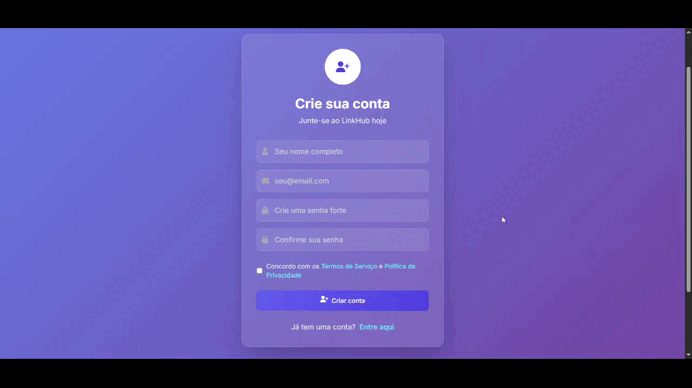 Crie sua conta
Junte-se ao LinkHub hoje
Seu nome completo
seu@email.com
Crie uma senha forte
Confirme sua senha
Concordo com os Termos de Serviço e Política de
Privacidade
Criar conta
Já tem uma conta? Entre aqui